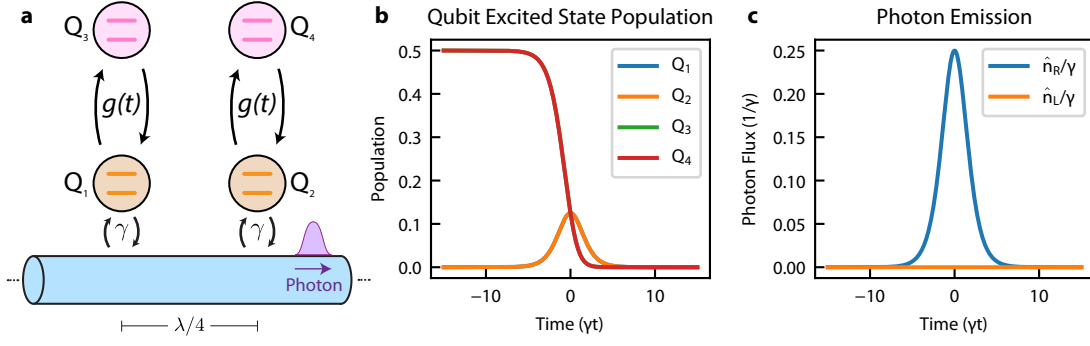 a
Q₃
Q₄
g(t)
g(t)
Q₁
Q₂
γ
γ
Photon
λ/4
b Qubit Excited State Population
0.5
0.4
0.3
0.2
0.1
0.0
Population
Q₁
Q₂
Q₃
Q₄
−10
0
10
Time (γt)
c Photon Emission
0.25
0.20
0.15
0.10
0.05
0.00
Photon Flux (1/γ)
n̂_R/γ
n̂_L/γ
−10
0
10
Time (γt)